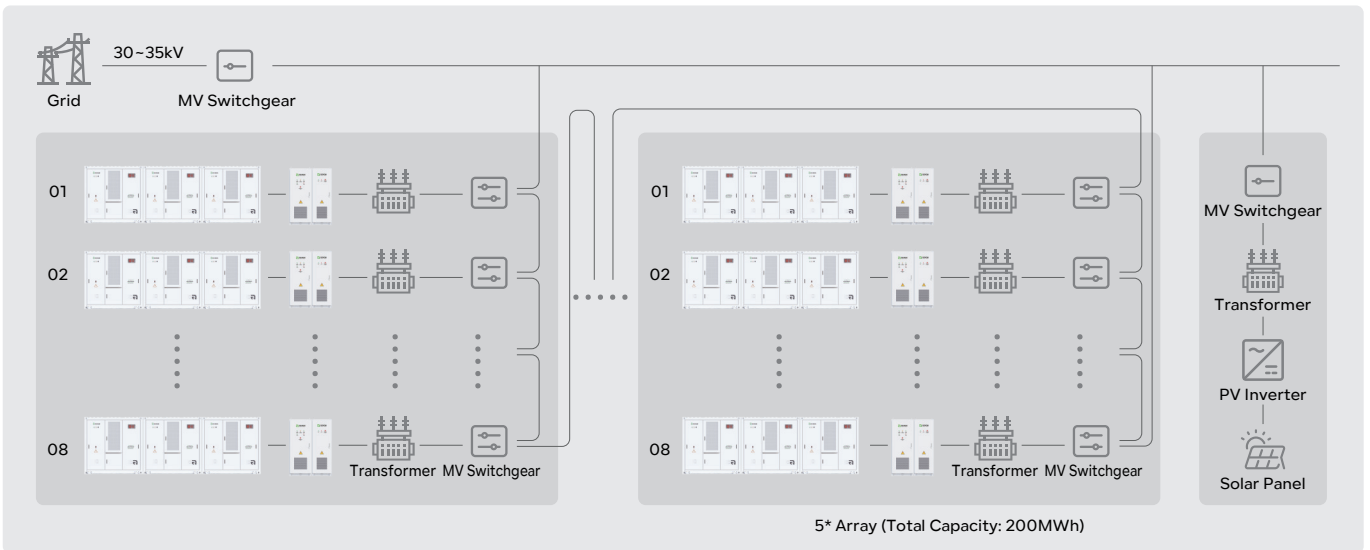 30~35kV
Grid
MV Switchgear
01
02
08
Transformer MV Switchgear
01
02
08
Transformer MV Switchgear
MV Switchgear
Transformer
PV Inverter
Solar Panel
5* Array (Total Capacity: 200MWh)